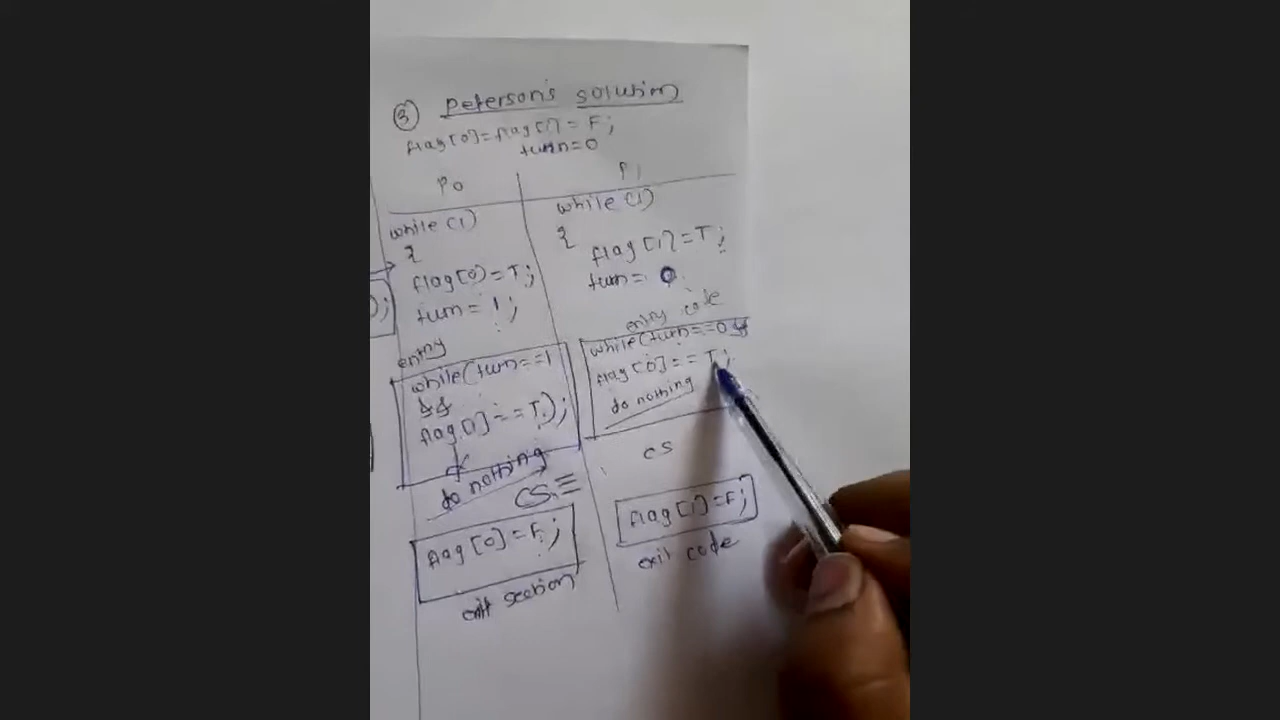 ③ Peterson's solution
flag[0]=flag[1]= F;
turn=0
P0
while(1)
{
flag[0]=T;
turn= 1;
entry
while(turn==1
&&
flag[1]==T);
do nothing
CS
flag[0]=F;
exit section
P1
while(1)
{
flag[1]=T;
turn= 0
entry code
while(turn==0 &&
flag[0]==T;
do nothing
CS
flag[1]=F;
exit code
);